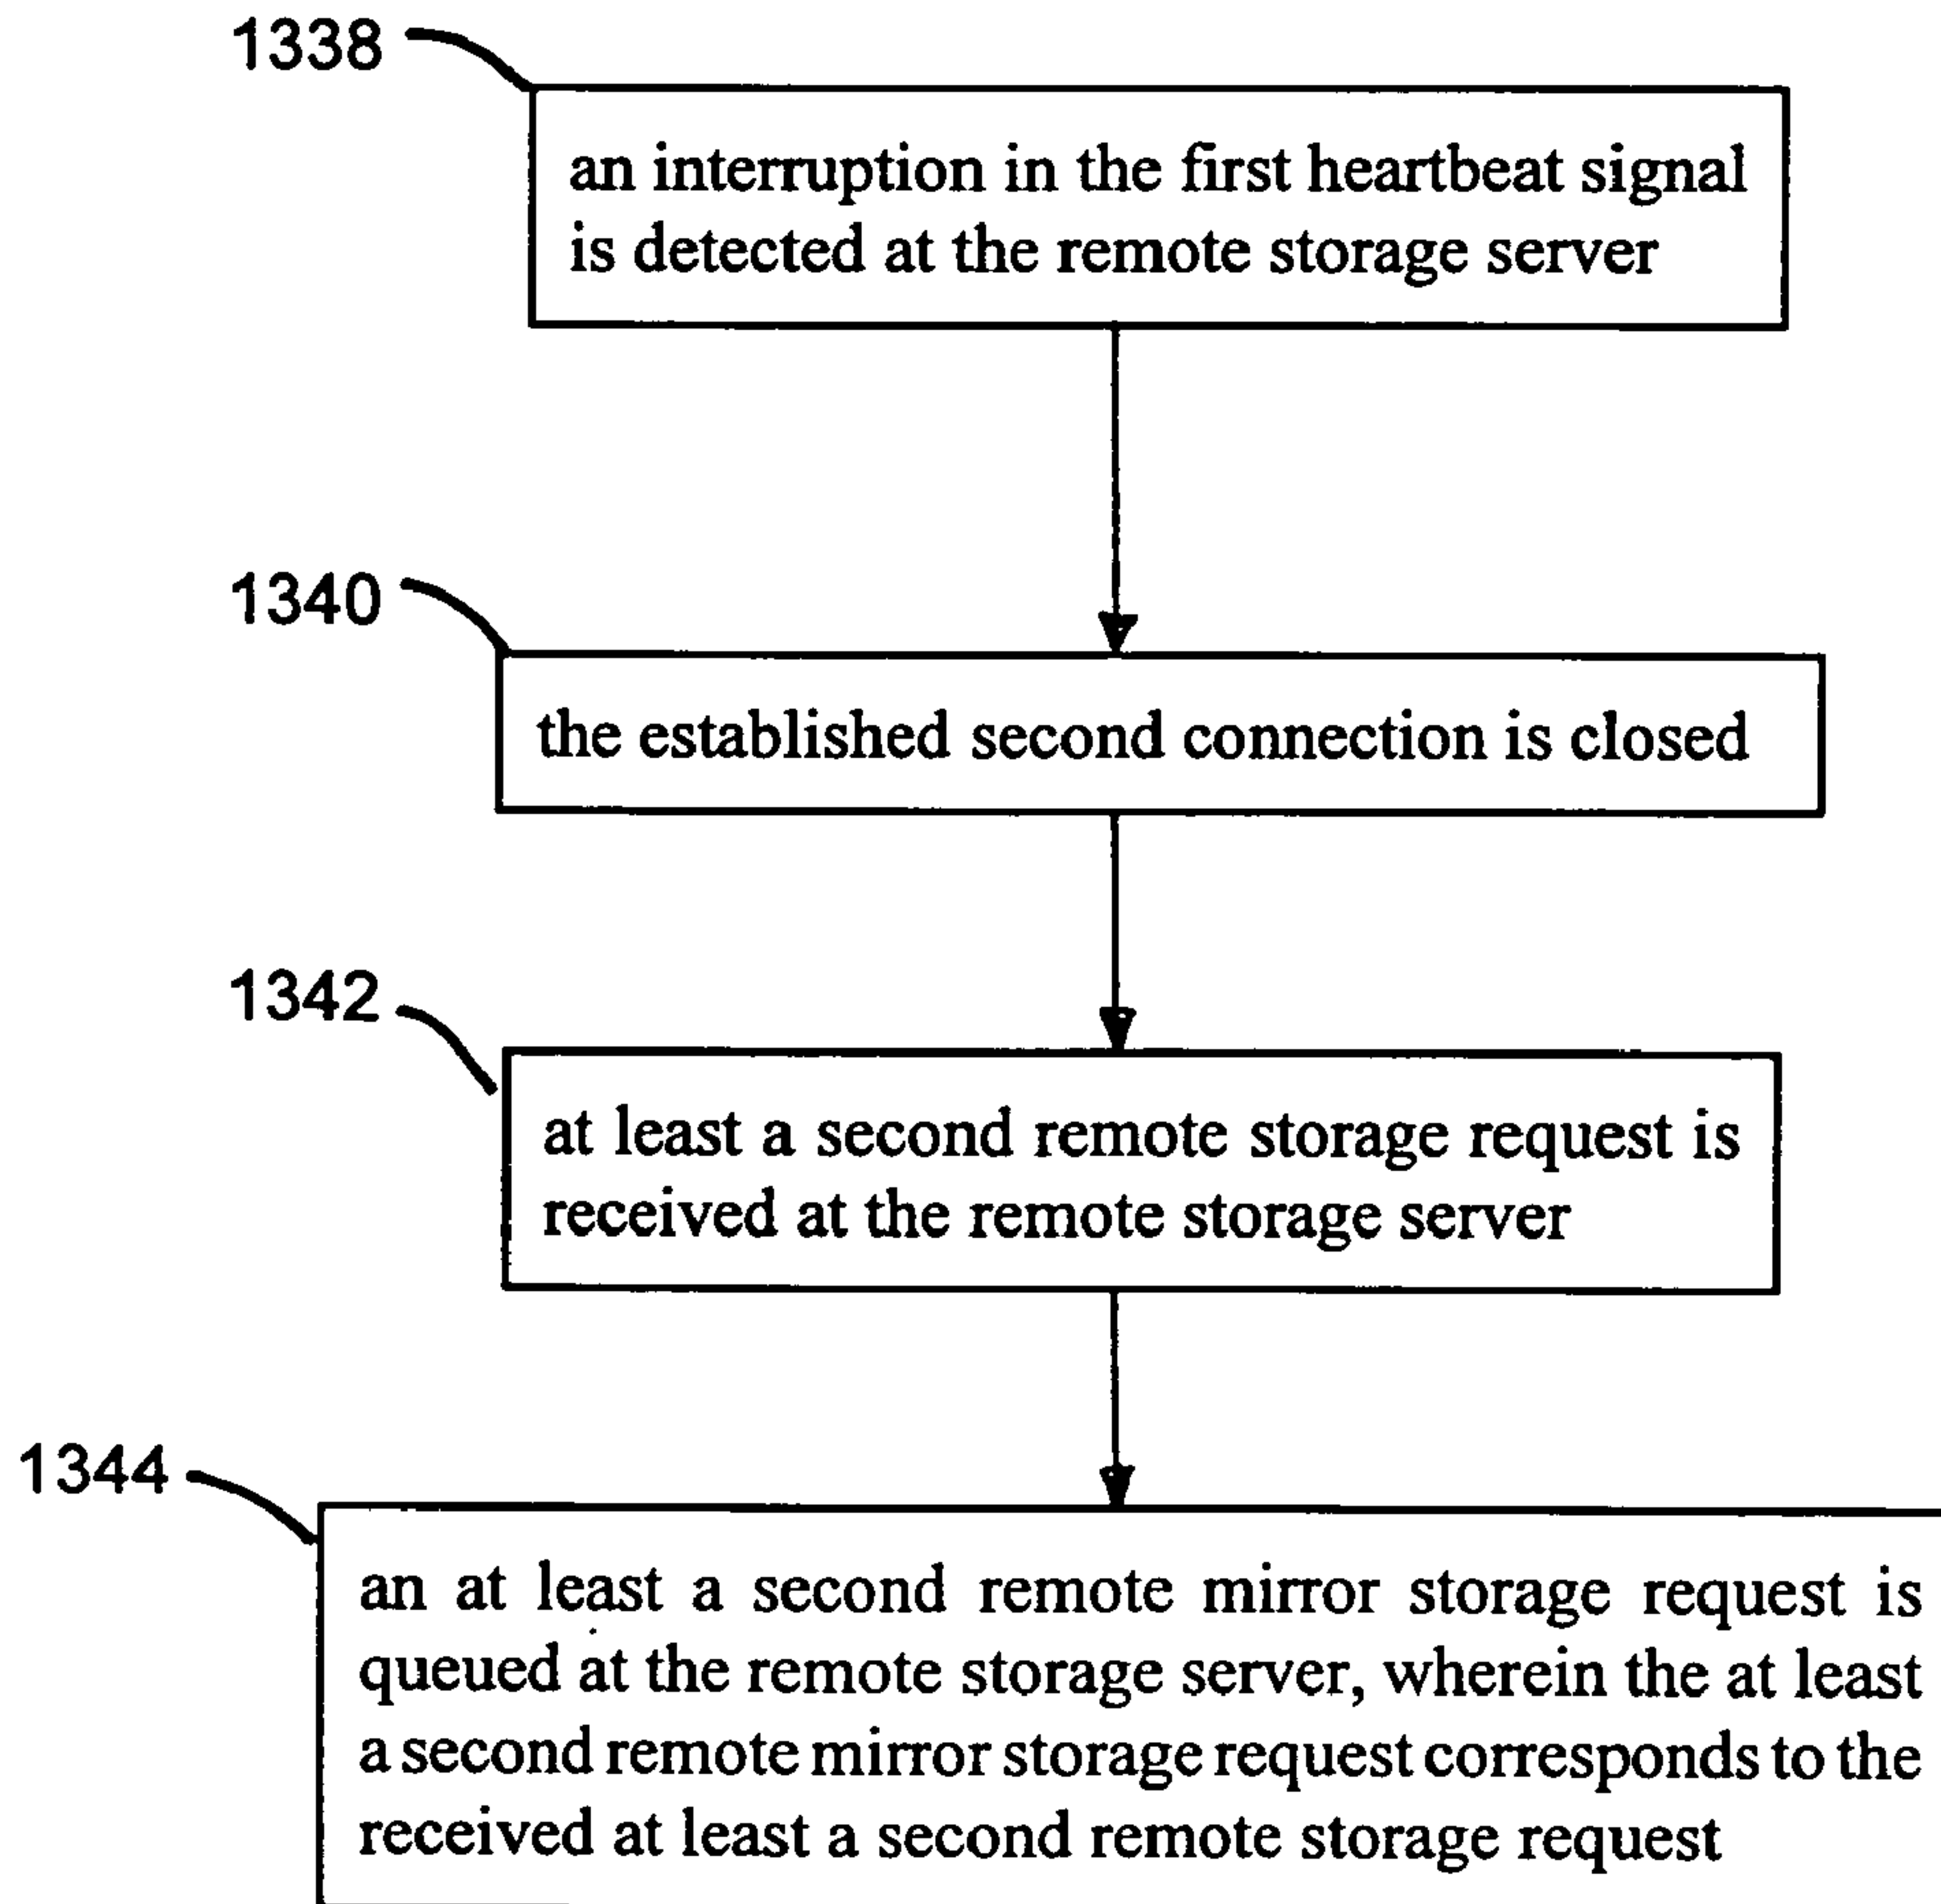 1338
an interruption in the first heartbeat signal
is detected at the remote storage server
1340
the established second connection is closed
1342
at least a second remote storage request is
received at the remote storage server
1344
an at least a second remote mirror storage request is
queued at the remote storage server, wherein the at least
a second remote mirror storage request corresponds to the
received at least a second remote storage request